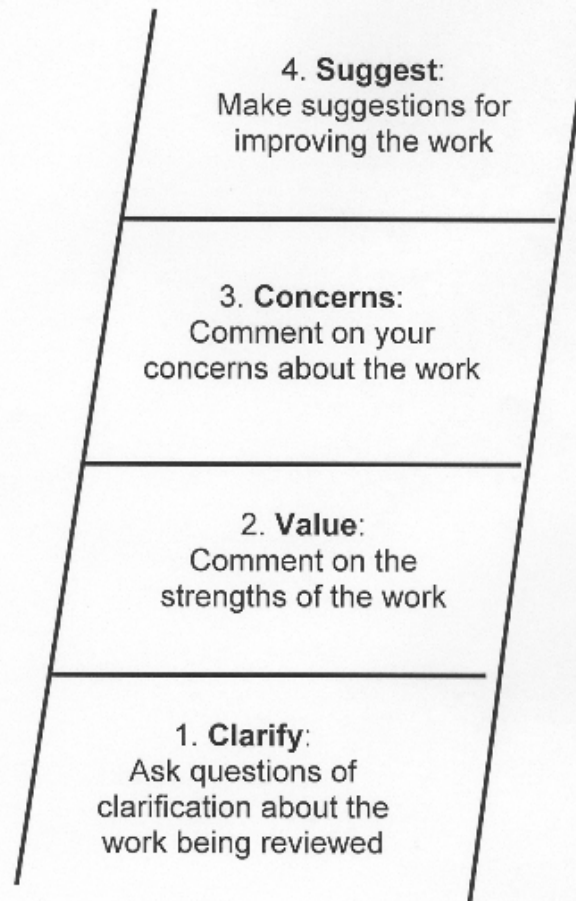 4. Suggest:
Make suggestions for
improving the work
3. Concerns:
Comment on your
concerns about the work
2. Value:
Comment on the
strengths of the work
1. Clarify:
Ask questions of
clarification about the
work being reviewed